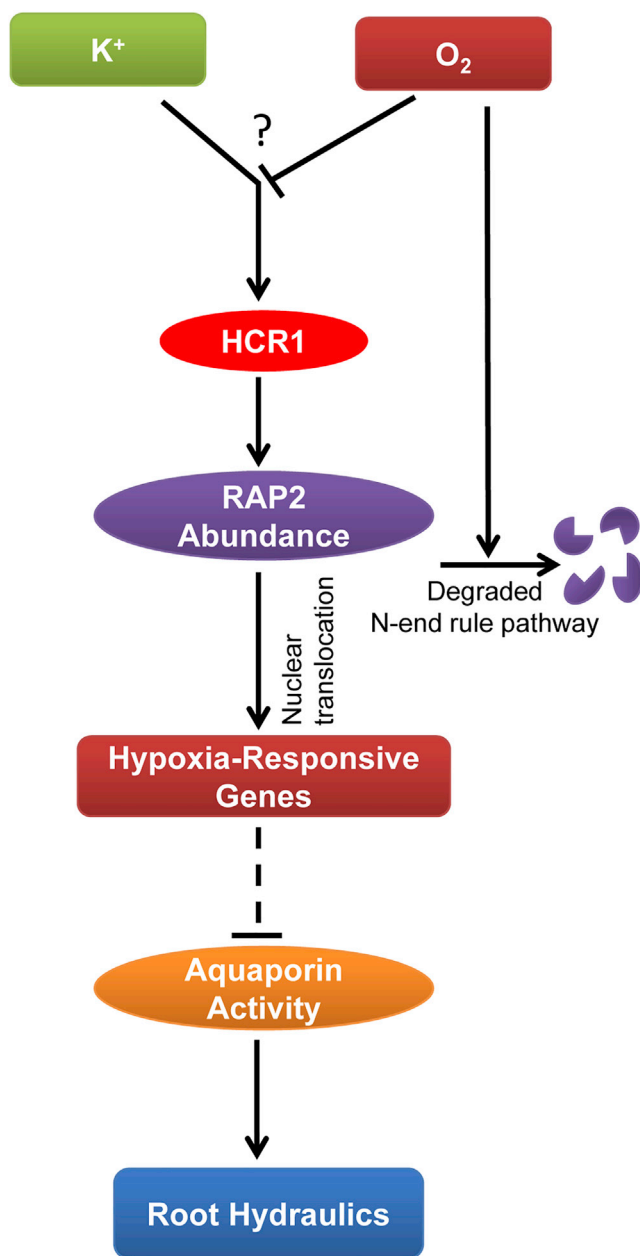 K⁺
O₂
?
HCR1
RAP2
Abundance
Degraded
N-end rule pathway
Nuclear
translocation
Hypoxia-Responsive
Genes
Aquaporin
Activity
Root Hydraulics